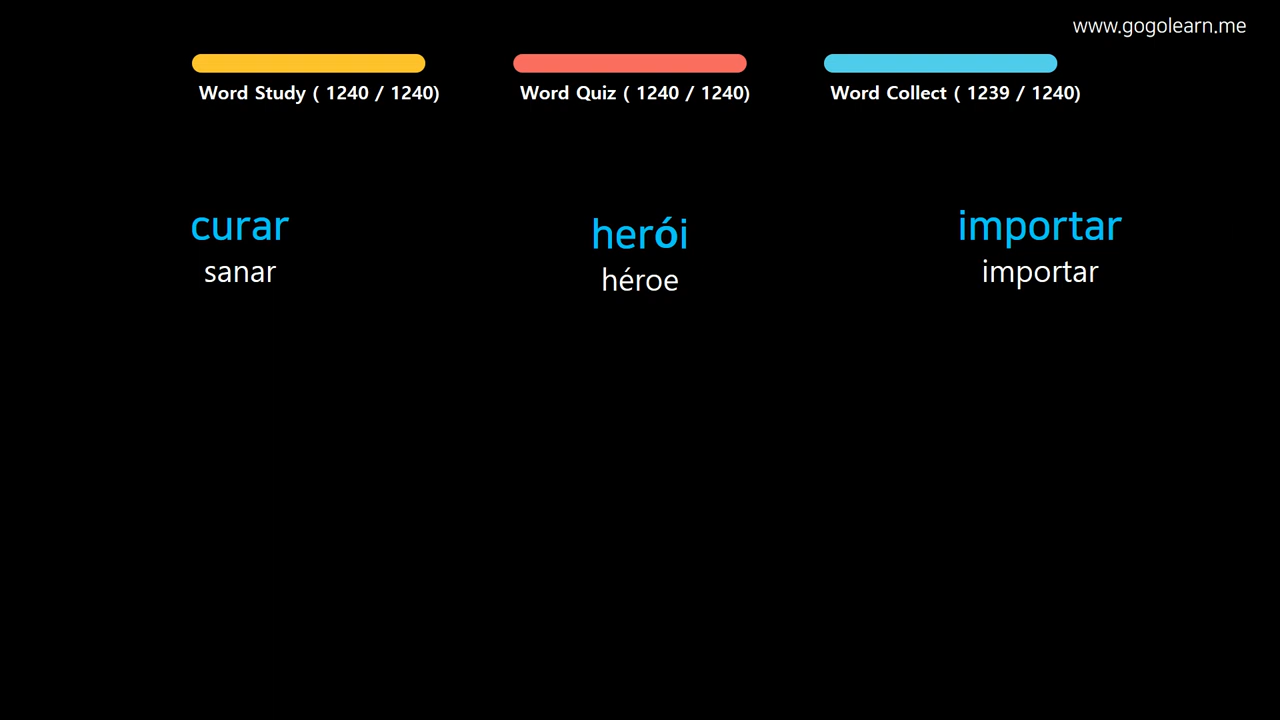 www.gogolearn.me
Word Study ( 1240 / 1240)
Word Quiz ( 1240 / 1240)
Word Collect ( 1239 / 1240)
curar
sanar
herói
héroe
importar
importar